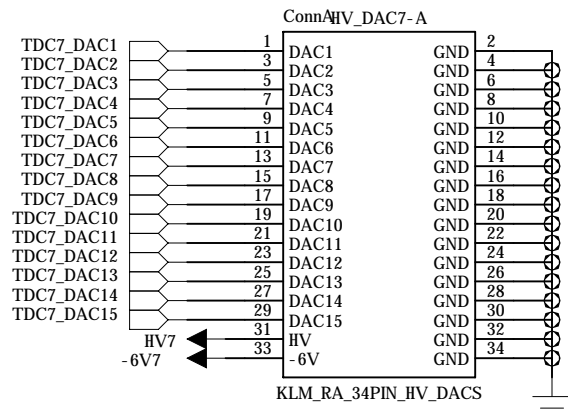 ConnA HV_DAC7-A
TDC7_DAC1 1 DAC1 GND 2
TDC7_DAC2 3 DAC2 GND 4
TDC7_DAC3 5 DAC3 GND 6
TDC7_DAC4 7 DAC4 GND 8
TDC7_DAC5 9 DAC5 GND 10
TDC7_DAC6 11 DAC6 GND 12
TDC7_DAC7 13 DAC7 GND 14
TDC7_DAC8 15 DAC8 GND 16
TDC7_DAC9 17 DAC9 GND 18
TDC7_DAC10 19 DAC10 GND 20
TDC7_DAC11 21 DAC11 GND 22
TDC7_DAC12 23 DAC12 GND 24
TDC7_DAC13 25 DAC13 GND 26
TDC7_DAC14 27 DAC14 GND 28
TDC7_DAC15 29 DAC15 GND 30
HV7 31 HV GND 32
-6V7 33 -6V GND 34
KLM_RA_34PIN_HV_DACS